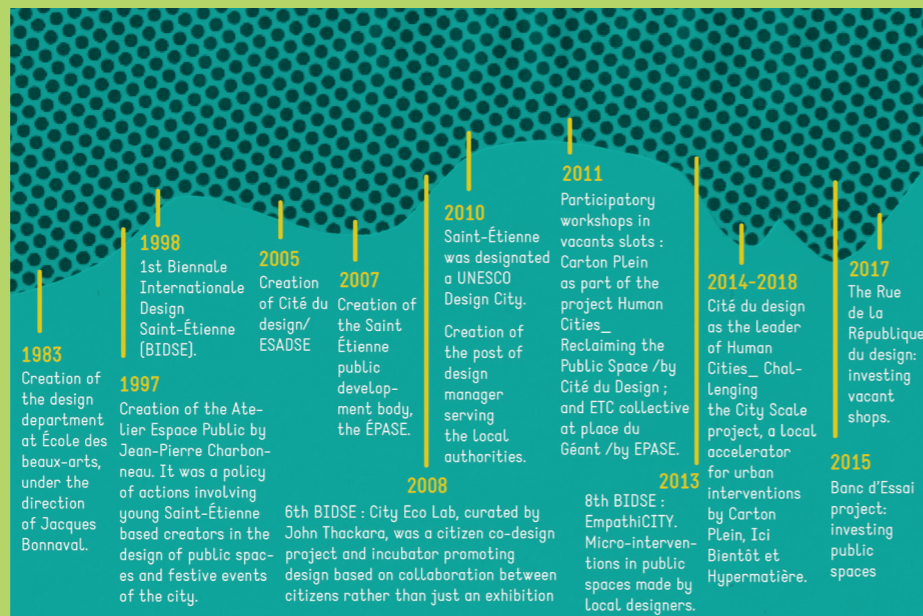 1983
Creation of
the design
department
at École des
beaux-arts,
under the
direction
of Jacques
Bonnaval.
1997
Creation of the Ate-
lier Espace Public by
Jean-Pierre Charbon-
neau. It was a policy
of actions involving
young Saint-Étienne
based creators in the
design of public spac-
es and festive events
of the city.
1998
1st Biennale
Internationale
Design
Saint-Étienne
(BIDSE).
2005
Creation
of Cité du
design/
ESADSE
2007
Creation of
the Saint
Étienne
public
develop-
ment body,
the ÉPASE.
2008
6th BIDSE : City Eco Lab, curated by
John Thackara, was a citizen co-design
project and incubator promoting
design based on collaboration between
citizens rather than just an exhibition
2010
Saint-Étienne
was designated
a UNESCO
Design City.
Creation of
the post of
design
manager
serving
the local
authorities.
2011
Participatory
workshops in
vacants slots :
Carton Plein
as part of the
project Human
Cities_
Reclaiming the
Public Space /by
Cité du Design ;
and ETC collective
at place du
Géant /by EPASE.
2013
8th BIDSE :
EmpathiCITY.
Micro-interven-
tions in public
spaces made by
local designers.
2014-2018
Cité du design
as the leader
of Human
Cities_ Chal-
lenging
the City Scale
project, a local
accelerator
for urban
interventions
by Carton
Plein, Ici
Bientôt et
Hypermatière.
2015
Banc d'Essai
project:
investing
public
spaces
2017
The Rue
de la
République
du design:
investing
vacant
shops.